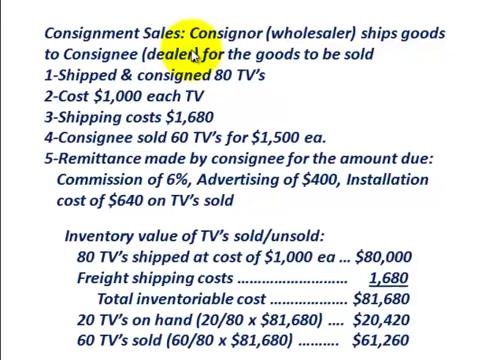 Consignment Sales: Consignor (wholesaler) ships goods
to Consignee (dealer) for the goods to be sold
1-Shipped & consigned 80 TV's
2-Cost $1,000 each TV
3-Shipping costs $1,680
4-Consignee sold 60 TV's for $1,500 ea.
5-Remittance made by consignee for the amount due:
Commission of 6%, Advertising of $400, Installation
cost of $640 on TV's sold
Inventory value of TV's sold/unsold:
80 TV's shipped at cost of $1,000 ea ... $80,000
Freight shipping costs .............................. 1,680
Total inventoriable cost ................... $81,680
20 TV's on hand (20/80 x $81,680) .... $20,420
60 TV's sold (60/80 x $81,680) .......... $61,260